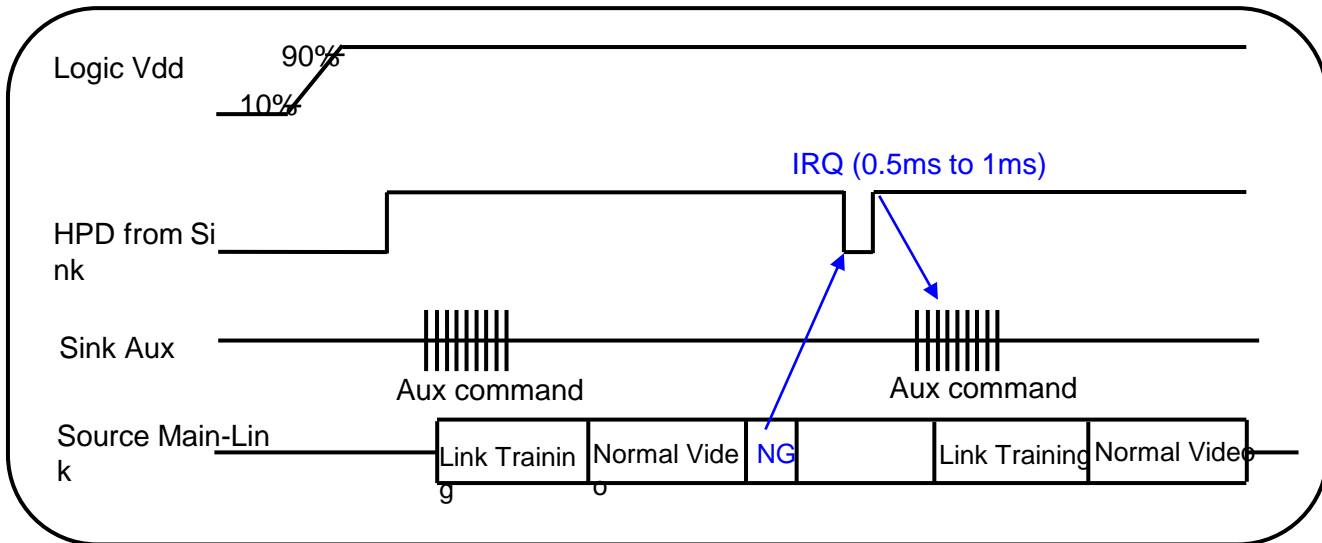 Logic Vdd
90%
10%
IRQ (0.5ms to 1ms)
HPD from Si
nk
Sink Aux
Aux command
Aux command
Source Main-Lin
k
Link Trainin
g
Normal Vide
o
NG
Link Training
Normal Video